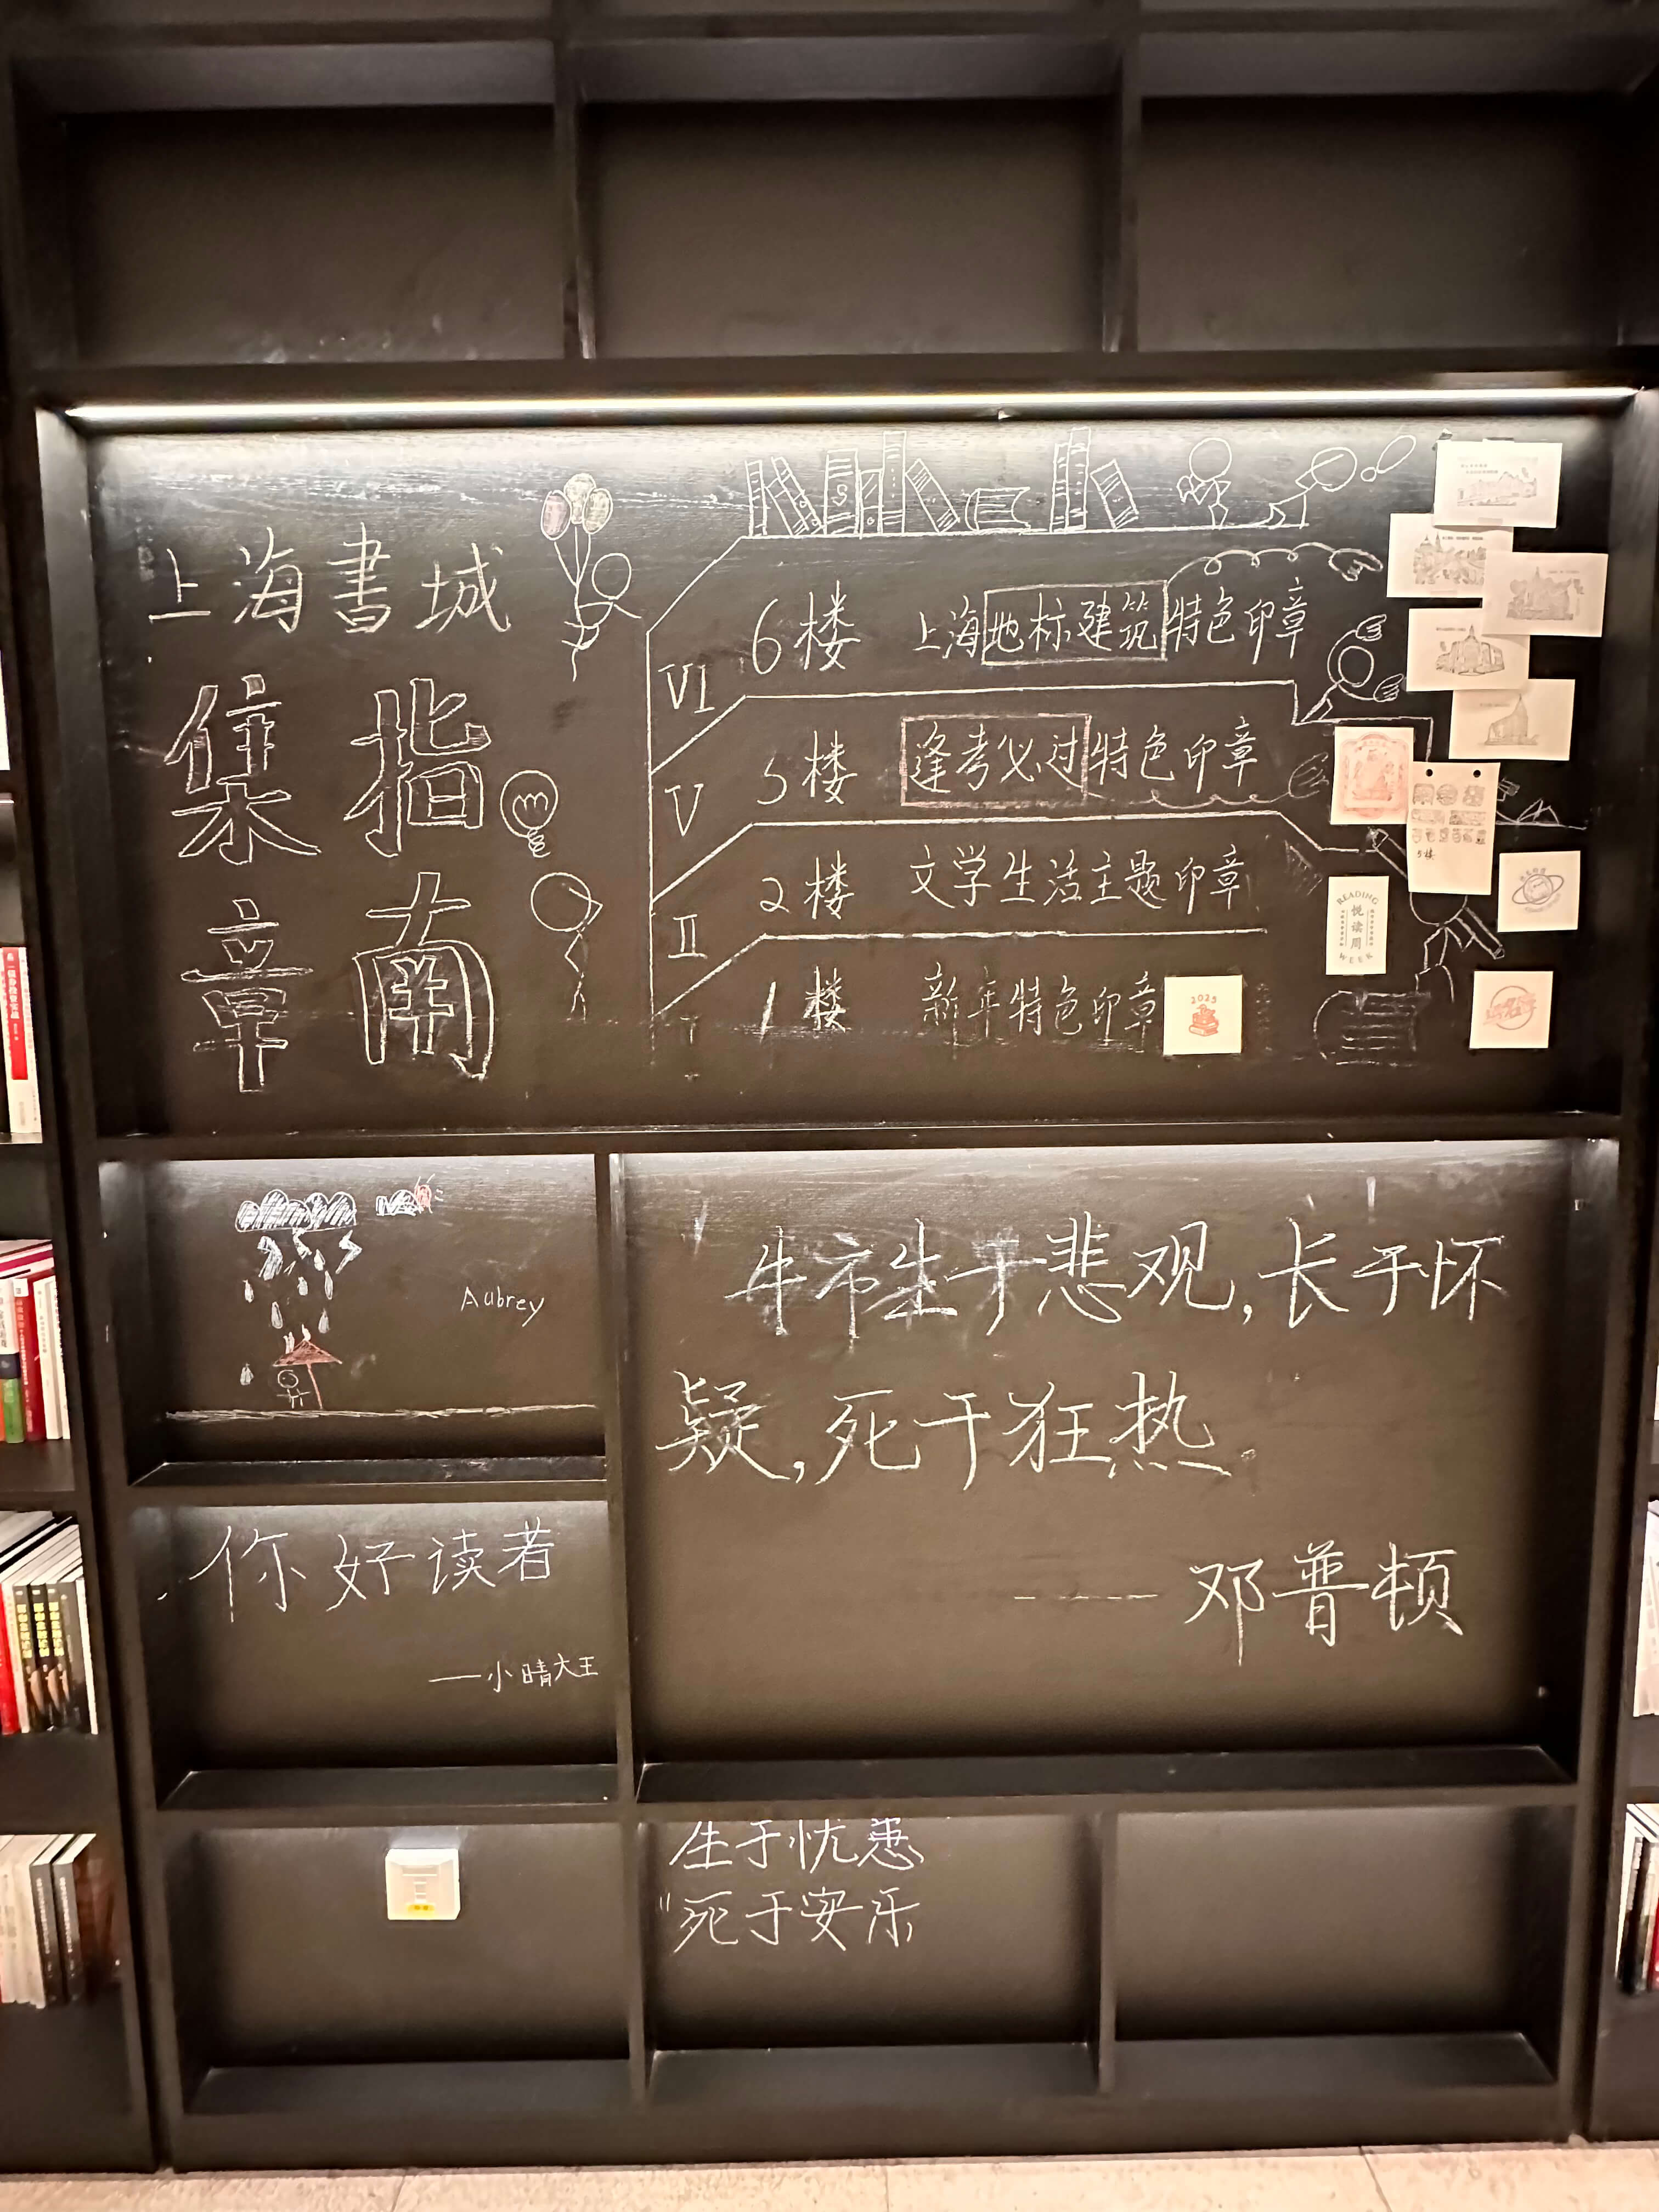 上海書城
集指
章南
VI 6楼 上海地标建筑特色印章
V 5楼 逢考必过特色印章
II 2楼 文学生活主题印章
I 1楼 新年特色印章
2025
5楼
READING
悦读周
WEEK
Aubrey
牛市生于悲观,长于怀
疑,死于狂热。
---- 邓普顿
你好读者
——小晴大王
生于忧患
"死于安乐